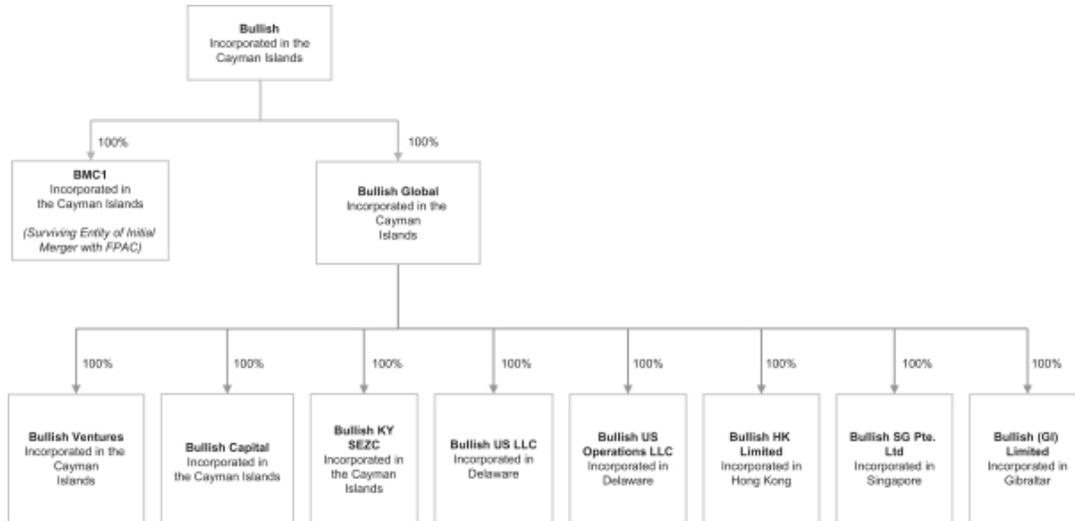 Bullish
Incorporated in the
Cayman Islands
100%
100%
BMC1
Incorporated in
the Cayman Islands
(Surviving Entity of Initial
Merger with FPAC)
Bullish Global
Incorporated in the
Cayman
Islands
100%
100%
100%
100%
100%
100%
100%
100%
Bullish Ventures
Incorporated in the
Cayman
Islands
Bullish Capital
Incorporated in
the Cayman Islands
Bullish KY
SEZC
Incorporated in
the Cayman
Islands
Bullish US LLC
Incorporated in
Delaware
Bullish US
Operations LLC
Incorporated in
Delaware
Bullish HK
Limited
Incorporated in
Hong Kong
Bullish SG Pte.
Ltd
Incorporated in
Singapore
Bullish (GI)
Limited
Incorporated in
Gibraltar